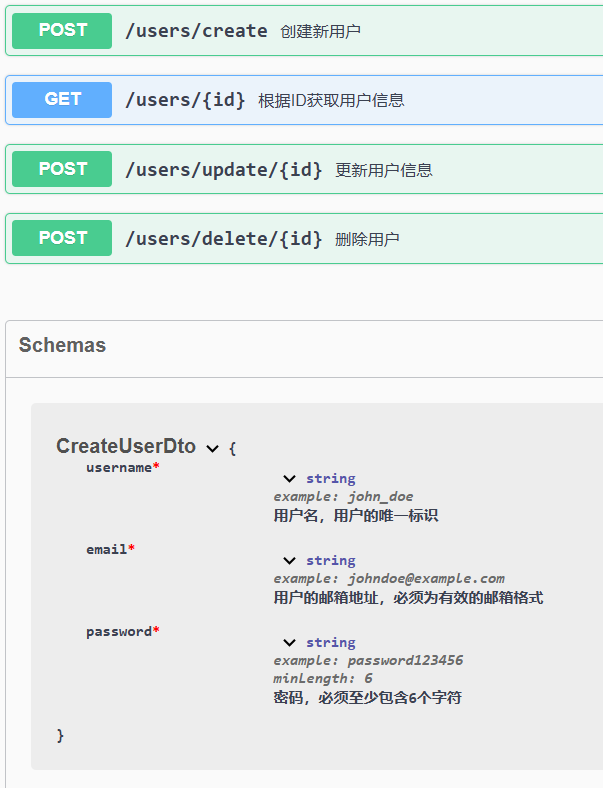 POST /users/create 创建新用户
GET /users/{id} 根据ID获取用户信息
POST /users/update/{id} 更新用户信息
POST /users/delete/{id} 删除用户
Schemas
CreateUserDto {
username*
string
example: john_doe
用户名，用户的唯一标识
email*
string
example: johndoe@example.com
用户的邮箱地址，必须为有效的邮箱格式
password*
string
example: password123456
minLength: 6
密码，必须至少包含6个字符
}